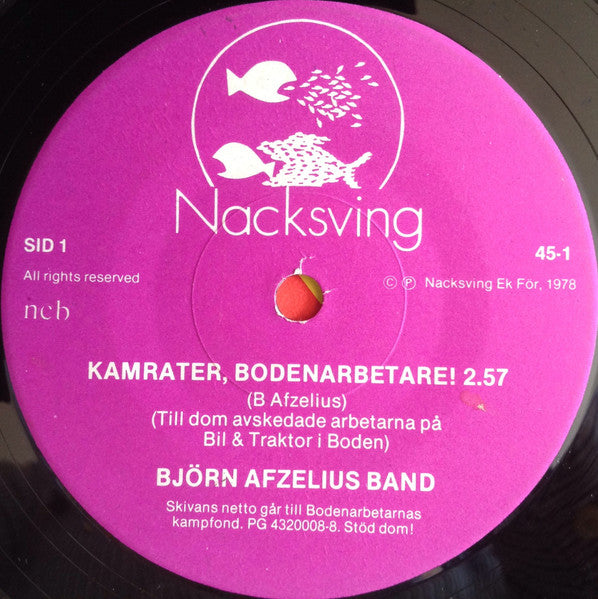 Nacksving
SID 1
45-1
All rights reserved
© ℗ Nacksving Ek För, 1978
ncb
KAMRATER, BODENARBETARE! 2.57
(B Afzelius)
(Till dom avskedade arbetarna på
Bil & Traktor i Boden)
BJÖRN AFZELIUS BAND
Skivans netto går till Bodenarbetarnas
kampfond. PG 4320008-8. Stöd dom!